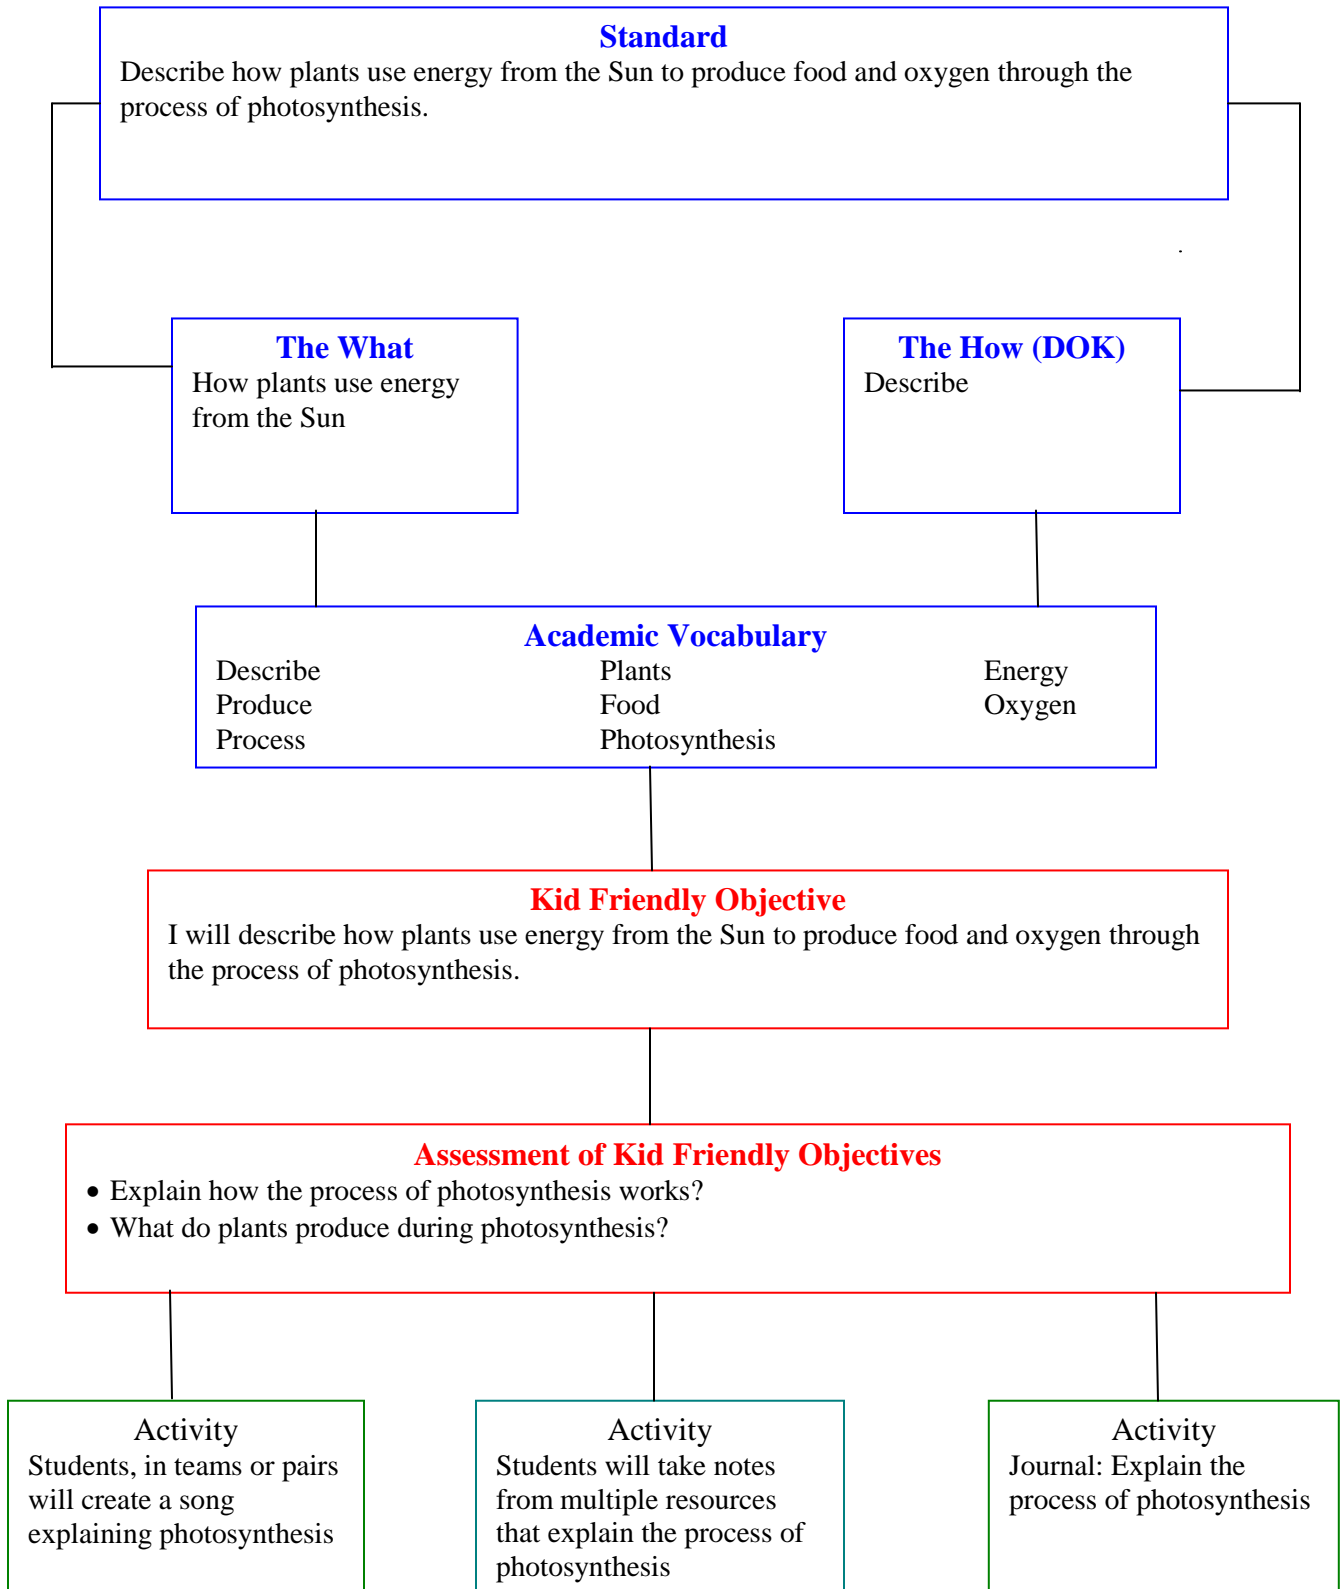 Standard
Describe how plants use energy from the Sun to produce food and oxygen through the
process of photosynthesis.
The What
How plants use energy
from the Sun
The How (DOK)
Describe
Academic Vocabulary
Describe Plants Energy
Produce Food Oxygen
Process Photosynthesis
Kid Friendly Objective
I will describe how plants use energy from the Sun to produce food and oxygen through
the process of photosynthesis.
Assessment of Kid Friendly Objectives
• Explain how the process of photosynthesis works?
• What do plants produce during photosynthesis?
Activity
Students, in teams or pairs
will create a song
explaining photosynthesis
Activity
Students will take notes
from multiple resources
that explain the process of
photosynthesis
Activity
Journal: Explain the
process of photosynthesis